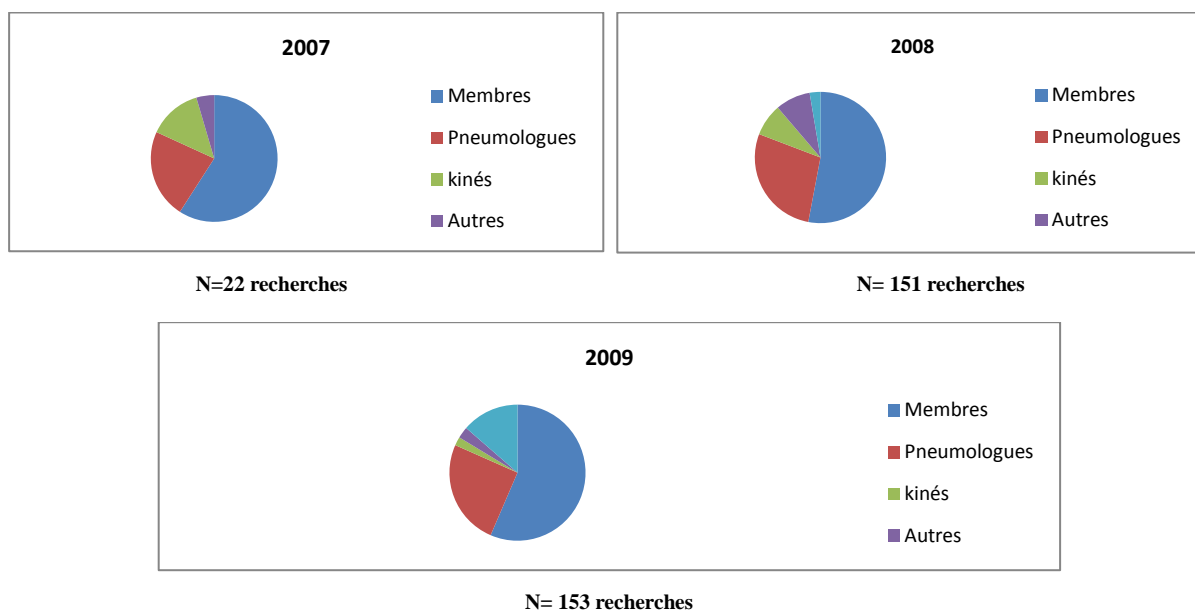 2007
Membres
Pneumologues
kinés
Autres
N=22 recherches
2008
Membres
Pneumologues
kinés
Autres
N= 151 recherches
2009
Membres
Pneumologues
kinés
Autres
N= 153 recherches